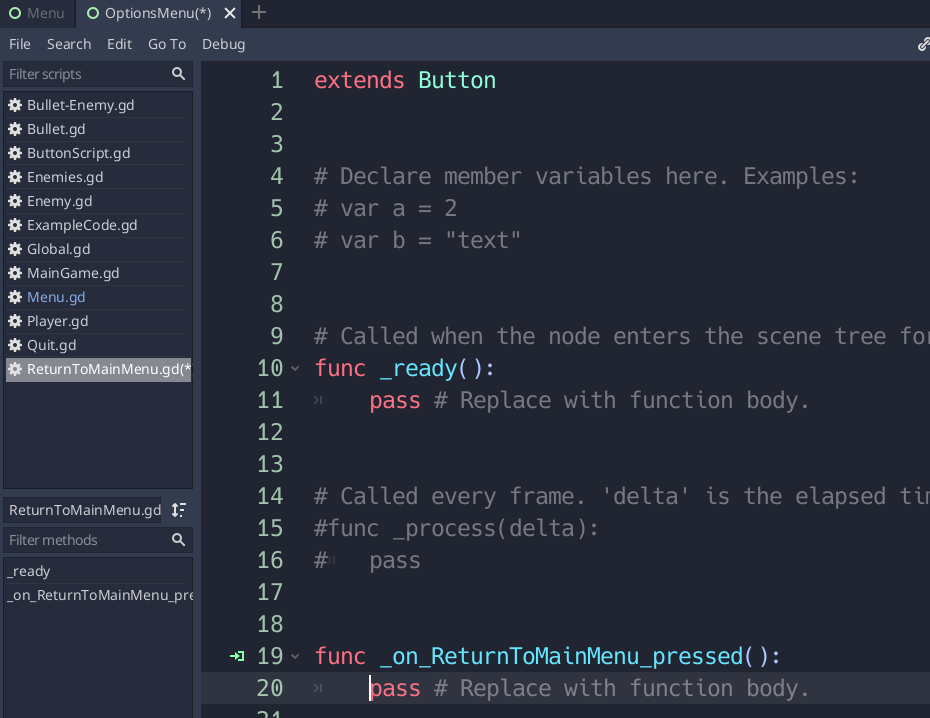 Menu OptionsMenu(*)
File Search Edit Go To Debug
Filter scripts
Bullet-Enemy.gd
Bullet.gd
ButtonScript.gd
Enemies.gd
Enemy.gd
ExampleCode.gd
Global.gd
MainGame.gd
Menu.gd
Player.gd
Quit.gd
ReturnToMainMenu.gd(*
ReturnToMainMenu.gd
Filter methods
_ready
_on_ReturnToMainMenu_pre
1 extends Button
2
3
4 # Declare member variables here. Examples:
5 # var a = 2
6 # var b = "text"
7
8
9 # Called when the node enters the scene tree for
10 func _ready():
11 pass # Replace with function body.
12
13
14 # Called every frame. 'delta' is the elapsed tim
15 #func _process(delta):
16 # pass
17
18
19 func _on_ReturnToMainMenu_pressed():
20 pass # Replace with function body.
21